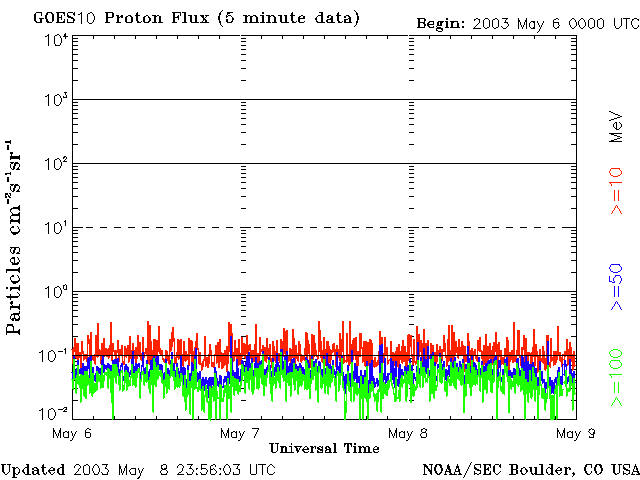 GOES10 Proton Flux (5 minute data)
Begin: 2003 May 6 0000 UTC
10⁴
10³
10²
10¹
10⁰
10⁻¹
10⁻²
Particles cm⁻²s⁻¹sr⁻¹
MeV
>=10
>=50
>=100
May 6 May 7 May 8 May 9
Universal Time
Updated 2003 May 8 23:56:03 UTC
NOAA/SEC Boulder, CO USA